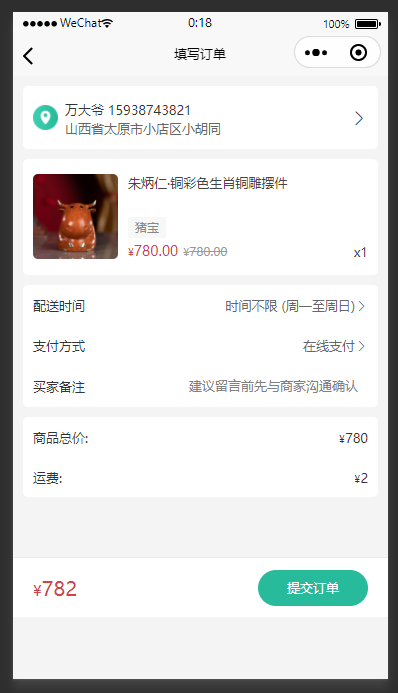 WeChat 0:18 100%
填写订单
万大爷 15938743821
山西省太原市小店区小胡同
朱炳仁·铜彩色生肖铜雕摆件
猪宝
¥780.00 ¥780.00 x1
配送时间 时间不限 (周一至周日)
支付方式 在线支付
买家备注 建议留言前先与商家沟通确认
商品总价: ¥780
运费: ¥2
¥782 提交订单